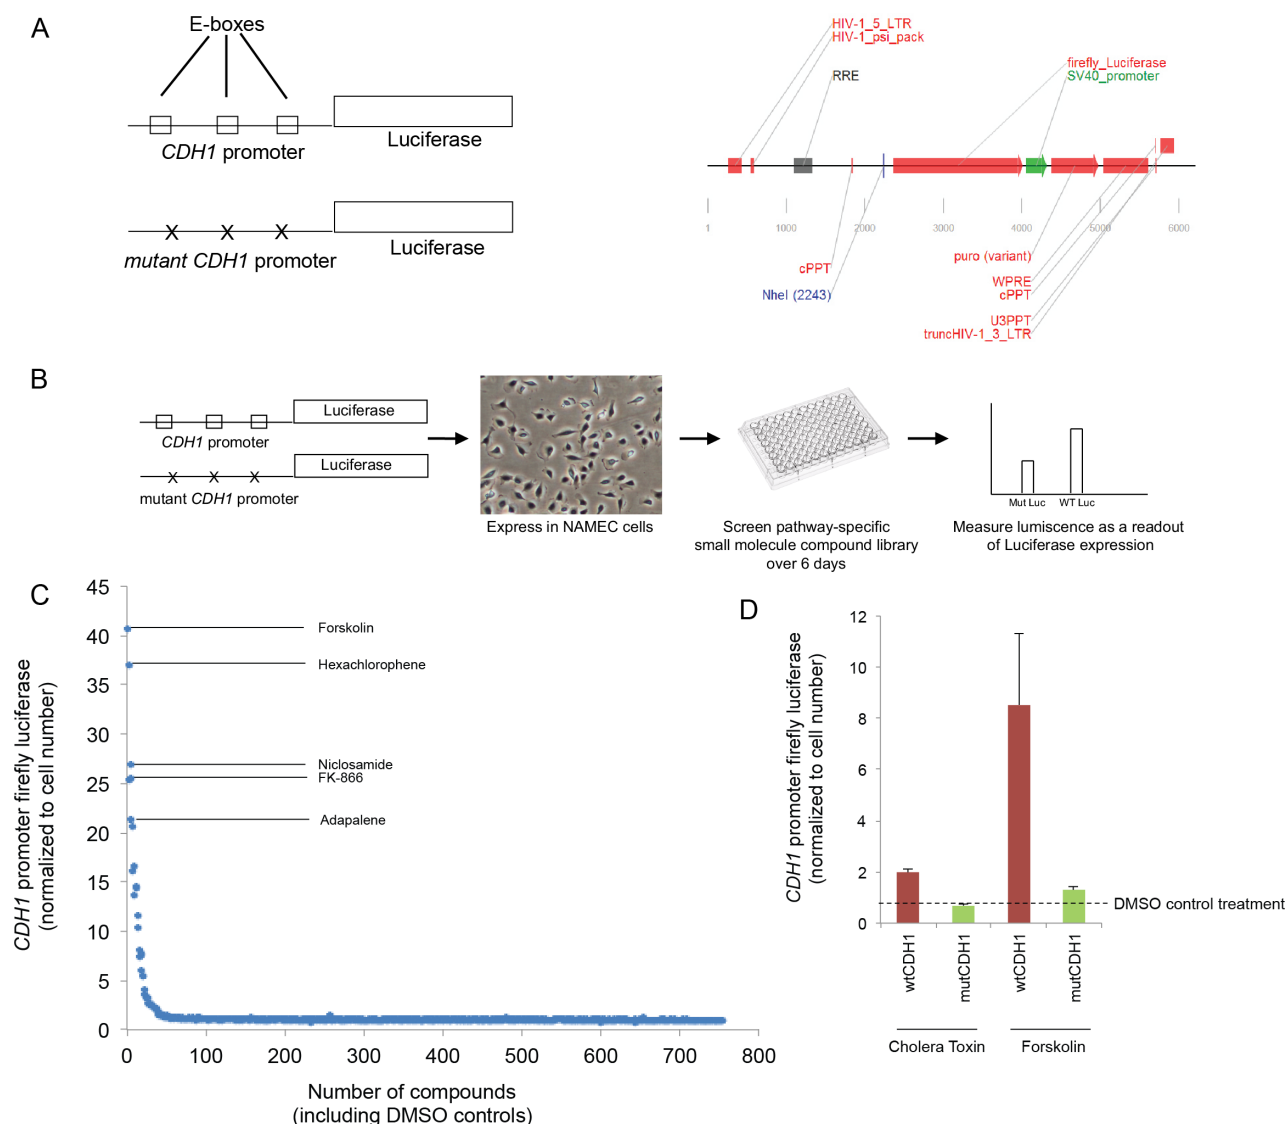 A
E-boxes
Luciferase
CDH1 promoter
Luciferase
mutant CDH1 promoter
HIV-1_5_LTR
HIV-1_psi_pack
RRE
firefly_Luciferase
SV40_promoter
1
1000
2000
3000
4000
5000
6000
cPPT
NheI (2243)
puro (variant)
WPRE
cPPT
U3PPT
truncHIV-1_3_LTR
B
Luciferase
CDH1 promoter
Luciferase
mutant CDH1 promoter
Express in NAMEC cells
Screen pathway-specific
small molecule compound library
over 6 days
Mut Luc
WT Luc
Measure lumiscence as a readout
of Luciferase expression
C
CDH1 promoter firefly luciferase
(normalized to cell number)
45
40
35
30
25
20
15
10
5
0
Forskolin
Hexachlorophene
Niclosamide
FK-866
Adapalene
0
100
200
300
400
500
600
700
800
Number of compounds
(including DMSO controls)
D
CDH1 promoter firefly luciferase
(normalized to cell number)
12
10
8
6
4
2
0
DMSO control treatment
wtCDH1
mutCDH1
wtCDH1
mutCDH1
Cholera Toxin
Forskolin